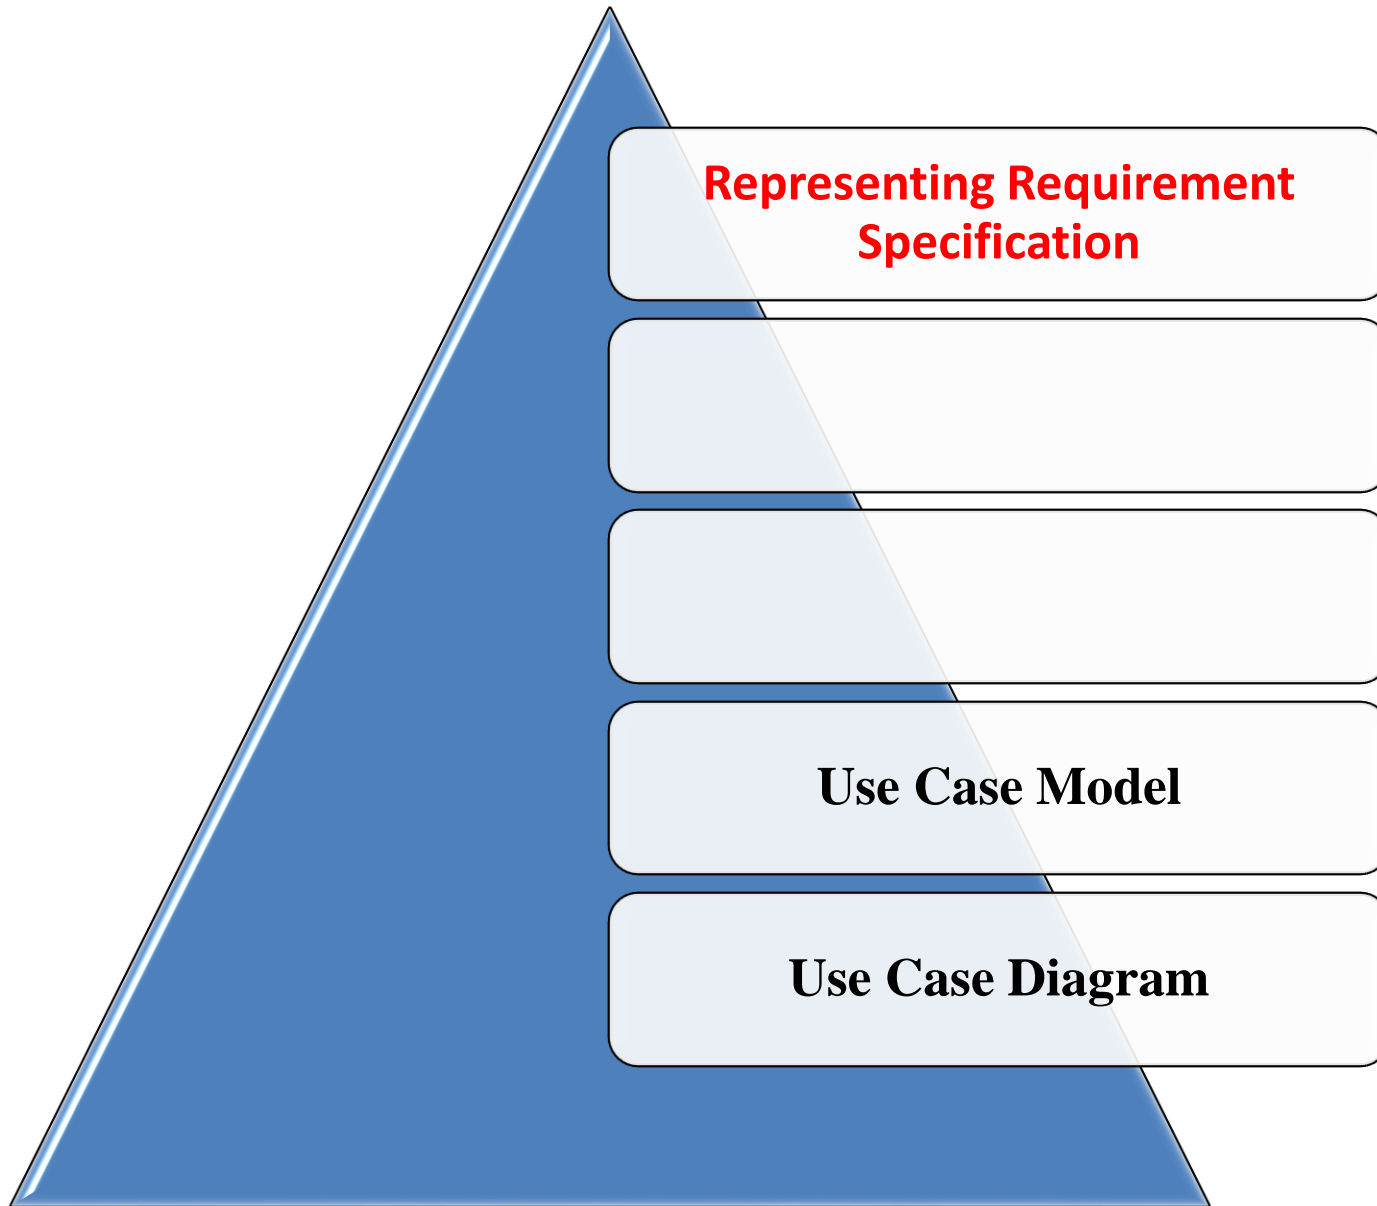 Representing Requirement
Specification
Use Case Model
Use Case Diagram